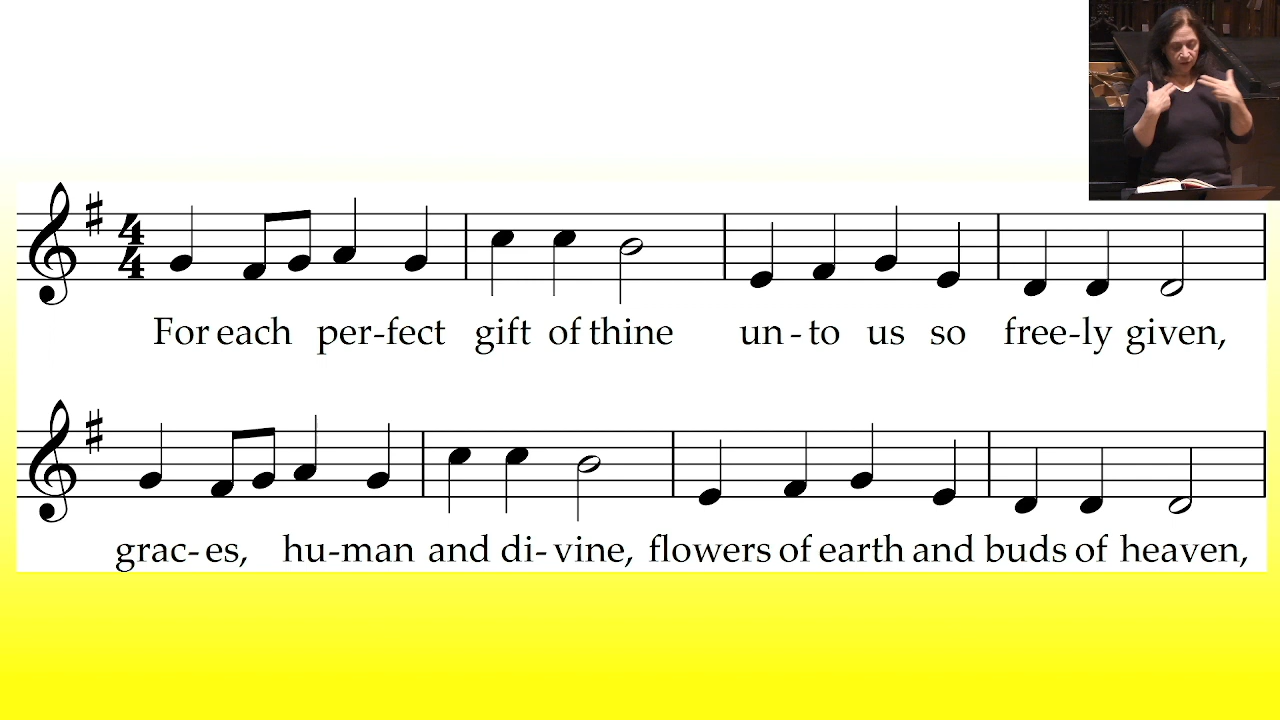 For each per-fect gift of thine un-to us so free-ly given,
grac-es, hu-man and di-vine, flowers of earth and buds of heaven,